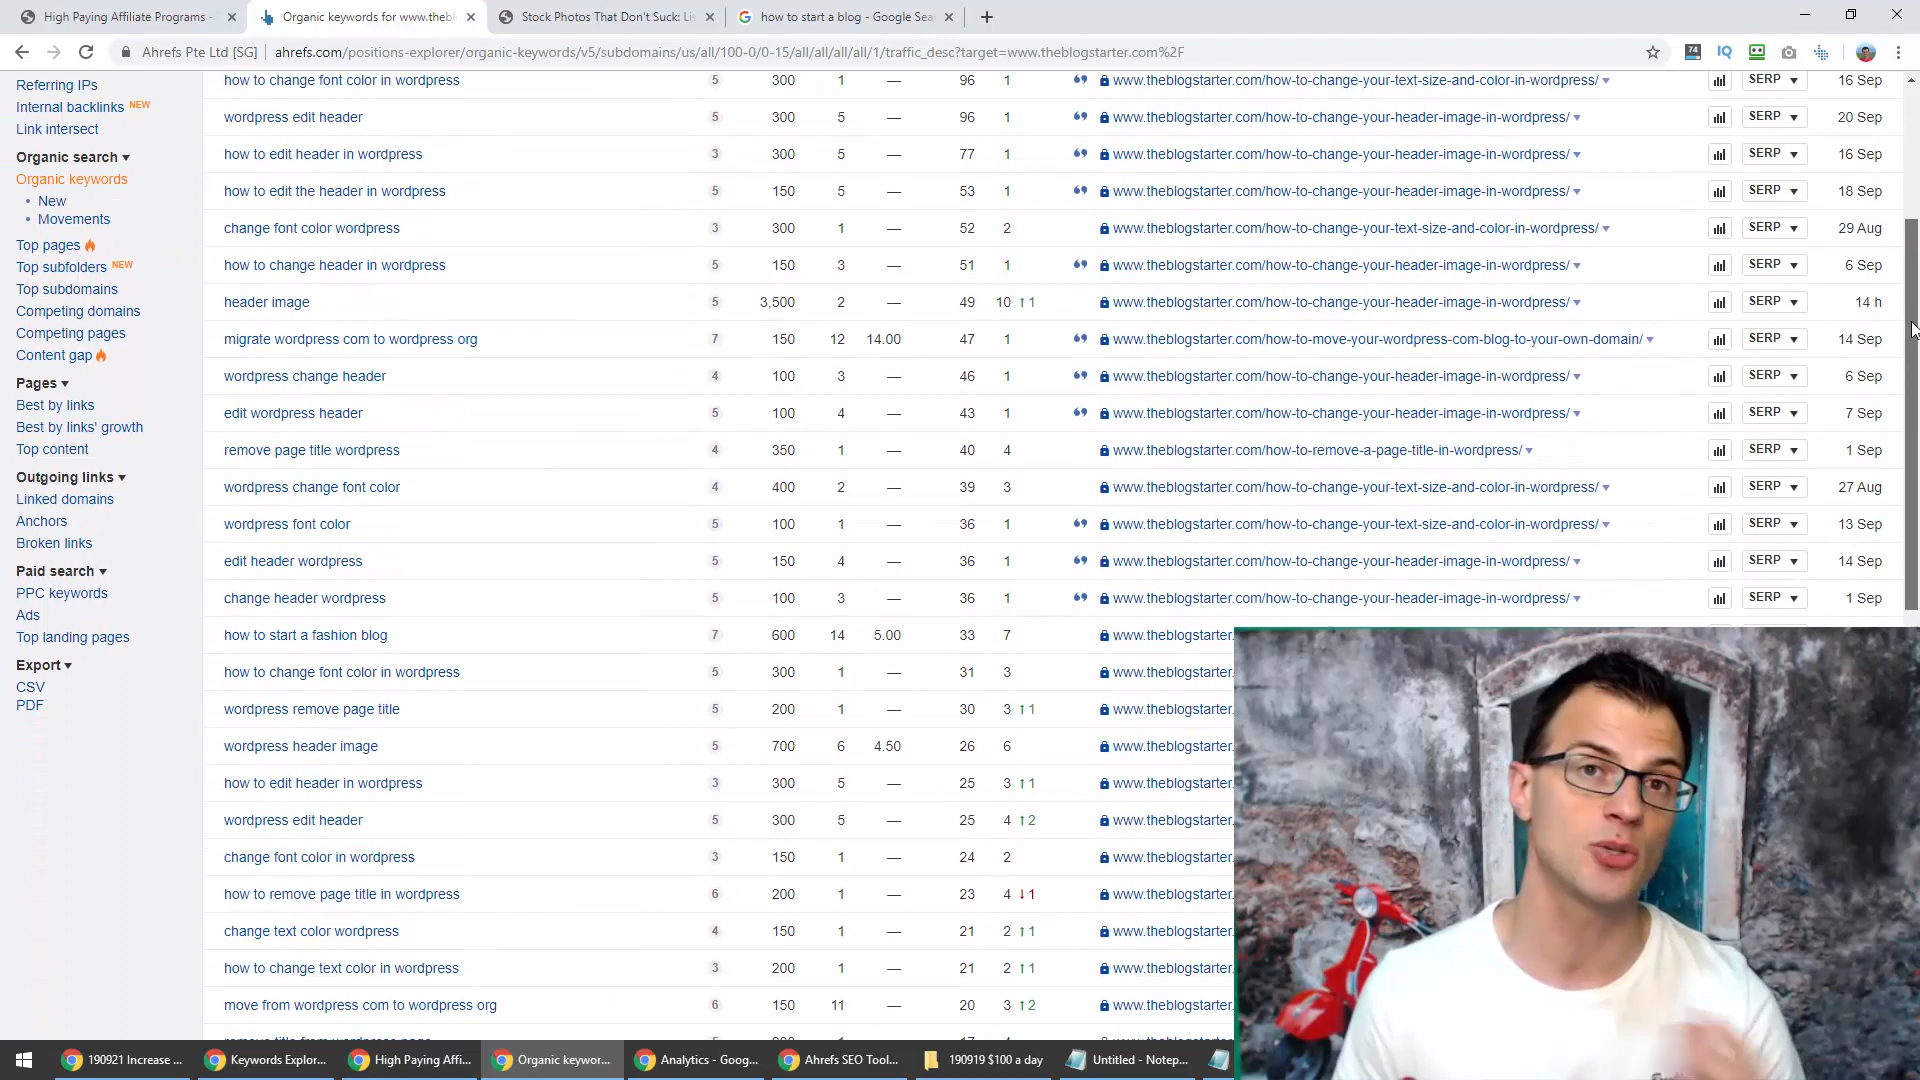 High Paying Affiliate Programs -
Organic keywords for www.thebl
Stock Photos That Don't Suck: Li
how to start a blog - Google Sea
Ahrefs Pte Ltd [SG] | ahrefs.com/positions-explorer/organic-keywords/v5/subdomains/us/all/100-0/0-15/all/all/all/all/1/traffic_desc?target=www.theblogstarter.com%2F
74
IQ
Referring IPs
Internal backlinks NEW
Link intersect
Organic search
Organic keywords
New
Movements
Top pages
Top subfolders NEW
Top subdomains
Competing domains
Competing pages
Content gap
Pages
Best by links
Best by links' growth
Top content
Outgoing links
Linked domains
Anchors
Broken links
Paid search
PPC keywords
Ads
Top landing pages
Export
CSV
PDF
how to change font color in wordpress 5 300 1 — 96 1 www.theblogstarter.com/how-to-change-your-text-size-and-color-in-wordpress/ SERP 16 Sep
wordpress edit header 5 300 5 — 96 1 www.theblogstarter.com/how-to-change-your-header-image-in-wordpress/ SERP 20 Sep
how to edit header in wordpress 3 300 5 — 77 1 www.theblogstarter.com/how-to-change-your-header-image-in-wordpress/ SERP 16 Sep
how to edit the header in wordpress 5 150 5 — 53 1 www.theblogstarter.com/how-to-change-your-header-image-in-wordpress/ SERP 18 Sep
change font color wordpress 3 300 1 — 52 2 www.theblogstarter.com/how-to-change-your-text-size-and-color-in-wordpress/ SERP 29 Aug
how to change header in wordpress 5 150 3 — 51 1 www.theblogstarter.com/how-to-change-your-header-image-in-wordpress/ SERP 6 Sep
header image 5 3,500 2 — 49 10 ↑1 www.theblogstarter.com/how-to-change-your-header-image-in-wordpress/ SERP 14 h
migrate wordpress com to wordpress org 7 150 12 14.00 47 1 www.theblogstarter.com/how-to-move-your-wordpress-com-blog-to-your-own-domain/ SERP 14 Sep
wordpress change header 4 100 3 — 46 1 www.theblogstarter.com/how-to-change-your-header-image-in-wordpress/ SERP 6 Sep
edit wordpress header 5 100 4 — 43 1 www.theblogstarter.com/how-to-change-your-header-image-in-wordpress/ SERP 7 Sep
remove page title wordpress 4 350 1 — 40 4 www.theblogstarter.com/how-to-remove-a-page-title-in-wordpress/ SERP 1 Sep
wordpress change font color 4 400 2 — 39 3 www.theblogstarter.com/how-to-change-your-text-size-and-color-in-wordpress/ SERP 27 Aug
wordpress font color 5 100 1 — 36 1 www.theblogstarter.com/how-to-change-your-text-size-and-color-in-wordpress/ SERP 13 Sep
edit header wordpress 5 150 4 — 36 1 www.theblogstarter.com/how-to-change-your-header-image-in-wordpress/ SERP 14 Sep
change header wordpress 5 100 3 — 36 1 www.theblogstarter.com/how-to-change-your-header-image-in-wordpress/ SERP 1 Sep
how to start a fashion blog 7 600 14 5.00 33 7 www.theblogstarter.
how to change font color in wordpress 5 300 1 — 31 3 www.theblogstarter.
wordpress remove page title 5 200 1 — 30 3 ↑1 www.theblogstarter.
wordpress header image 5 700 6 4.50 26 6 www.theblogstarter.
how to edit header in wordpress 3 300 5 — 25 3 ↑1 www.theblogstarter.
wordpress edit header 5 300 5 — 25 4 ↑2 www.theblogstarter.
change font color in wordpress 3 150 1 — 24 2 www.theblogstarter.
how to remove page title in wordpress 6 200 1 — 23 4 ↓1 www.theblogstarter.
change text color wordpress 4 150 1 — 21 2 ↑1 www.theblogstarter.
how to change text color in wordpress 3 200 1 — 21 2 ↑1 www.theblogstarter.
move from wordpress com to wordpress org 6 150 11 — 20 3 ↑2 www.theblogstarter.
190921 Increase ...
Keywords Explor...
High Paying Affi...
Organic keywor...
Analytics - Goog...
Ahrefs SEO Tool...
190919 $100 a day
Untitled - Notep...